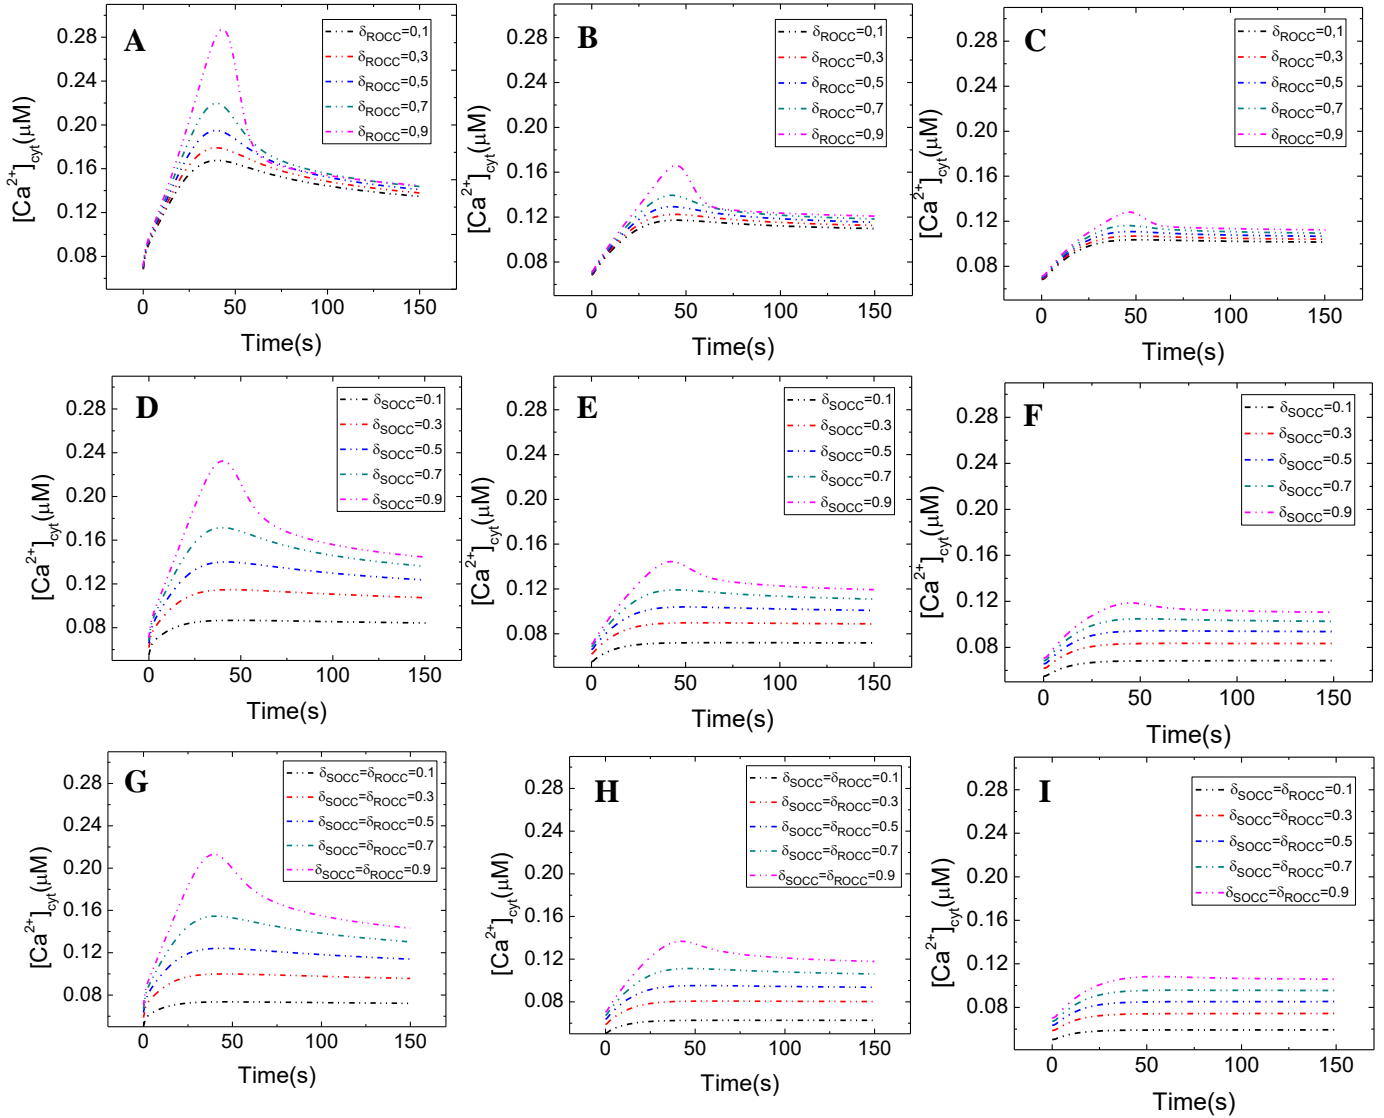 A
[Ca²⁺]cyt(μM)
0.28
0.24
0.20
0.16
0.12
0.08
0 50 100 150
Time(s)
δROCC=0,1
δROCC=0,3
δROCC=0,5
δROCC=0,7
δROCC=0,9
B
[Ca²⁺]cyt(μM)
0.28
0.24
0.20
0.16
0.12
0.08
0 50 100 150
Time(s)
δROCC=0,1
δROCC=0,3
δROCC=0,5
δROCC=0,7
δROCC=0,9
C
[Ca²⁺]cyt(μM)
0.28
0.24
0.20
0.16
0.12
0.08
0 50 100 150
Time(s)
δROCC=0,1
δROCC=0,3
δROCC=0,5
δROCC=0,7
δROCC=0,9
D
[Ca²⁺]cyt(μM)
0.28
0.24
0.20
0.16
0.12
0.08
0 50 100 150
Time(s)
δSOCC=0.1
δSOCC=0.3
δSOCC=0.5
δSOCC=0.7
δSOCC=0.9
E
[Ca²⁺]cyt(μM)
0.28
0.24
0.20
0.16
0.12
0.08
0 50 100 150
Time(s)
δSOCC=0.1
δSOCC=0.3
δSOCC=0.5
δSOCC=0.7
δSOCC=0.9
F
[Ca²⁺]cyt(μM)
0.28
0.24
0.20
0.16
0.12
0.08
0 50 100 150
Time(s)
δSOCC=0.1
δSOCC=0.3
δSOCC=0.5
δSOCC=0.7
δSOCC=0.9
G
[Ca²⁺]cyt(μM)
0.28
0.24
0.20
0.16
0.12
0.08
0 50 100 150
Time(s)
δSOCC=δROCC=0.1
δSOCC=δROCC=0.3
δSOCC=δROCC=0.5
δSOCC=δROCC=0.7
δSOCC=δROCC=0.9
H
[Ca²⁺]cyt(μM)
0.28
0.24
0.20
0.16
0.12
0.08
0 50 100 150
Time(s)
δSOCC=δROCC=0.1
δSOCC=δROCC=0.3
δSOCC=δROCC=0.5
δSOCC=δROCC=0.7
δSOCC=δROCC=0.9
I
[Ca²⁺]cyt(μM)
0.28
0.24
0.20
0.16
0.12
0.08
0 50 100 150
Time(s)
δSOCC=δROCC=0.1
δSOCC=δROCC=0.3
δSOCC=δROCC=0.5
δSOCC=δROCC=0.7
δSOCC=δROCC=0.9